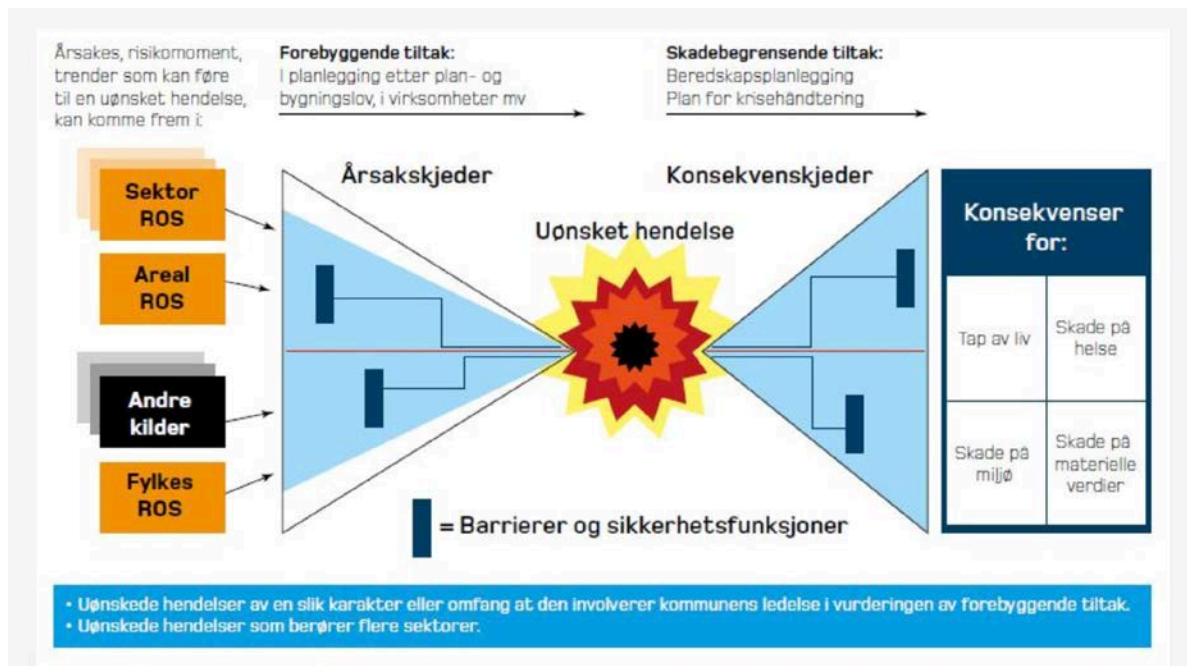 Årsakes, risikomoment,
trender som kan føre
til en uønsket hendelse,
kan komme frem i:
Forebyggende tiltak:
I planlegging etter plan- og
bygningslov, i virksomheter mv
Skadebegrensende tiltak:
Beredskapsplanlegging
Plan for krisehåndtering
Sektor
ROS
Areal
ROS
Andre
kilder
Fylkes
ROS
Årsakskjeder
Uønsket hendelse
Konsekvenskjeder
Konsekvenser
for:
Tap av liv
Skade på
helse
Skade på
miljø
Skade på
materielle
verdier
= Barrierer og sikkerhetsfunksjoner
• Uønskede hendelser av en slik karakter eller omfang at den involverer kommunens ledelse i vurderingen av forebyggende tiltak.
• Uønskede hendelser som berører flere sektorer.